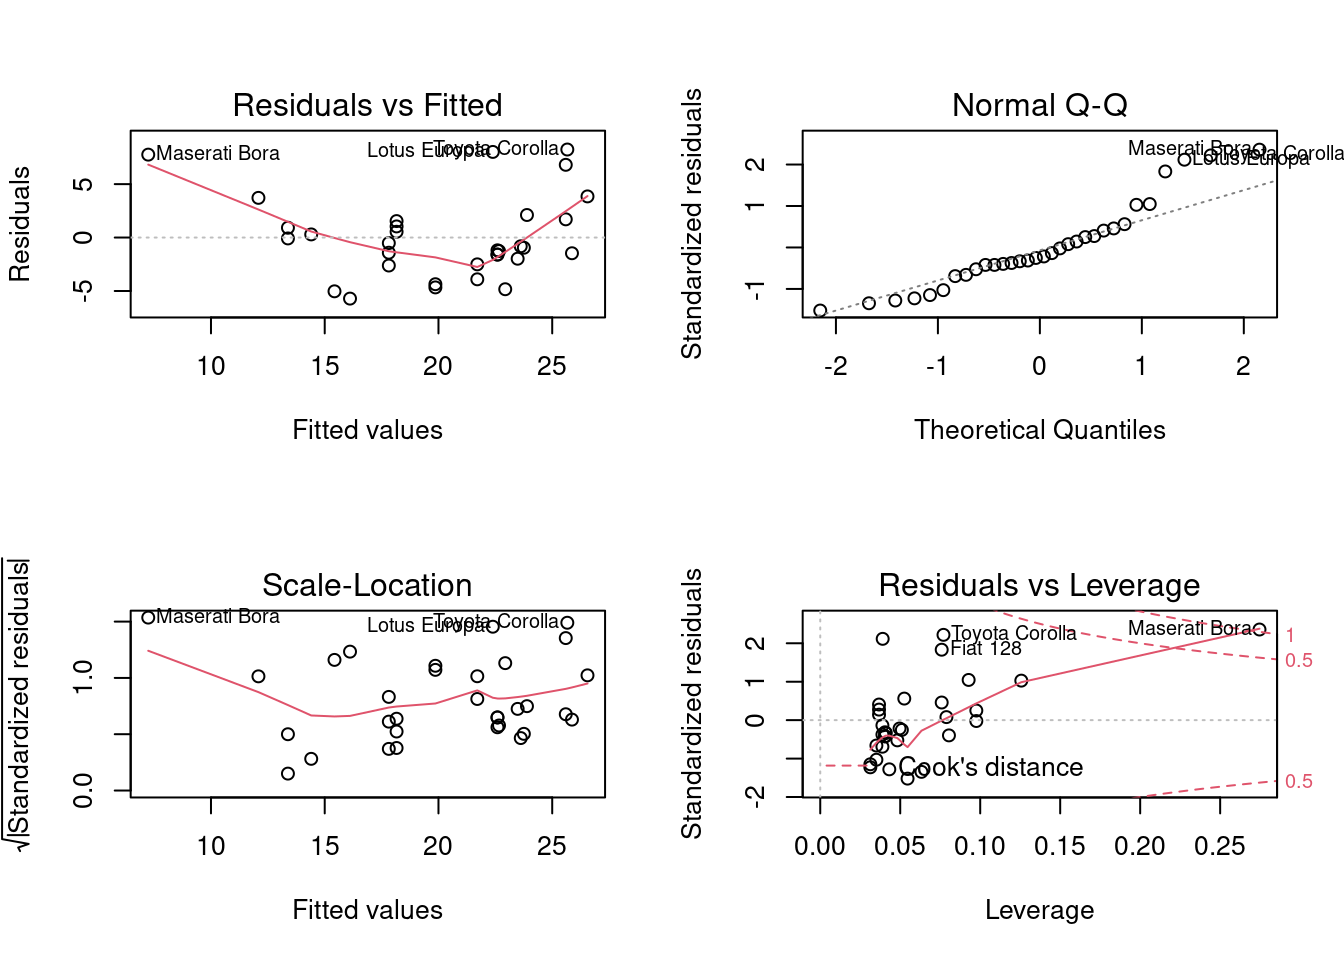 Residuals vs Fitted
Residuals
5
0
-5
Maserati Bora
Lotus Europa
Toyota Corolla
10 15 20 25
Fitted values
Normal Q-Q
Standardized residuals
2
1
-1
Maserati Bora
Toyota Corolla
Lotus Europa
-2 -1 0 1 2
Theoretical Quantiles
Scale-Location
√|Standardized residuals|
1.0
0.0
Maserati Bora
Lotus Europa
Toyota Corolla
10 15 20 25
Fitted values
Residuals vs Leverage
Standardized residuals
2
1
0
-2
Toyota Corolla
Fiat 128
Maserati Bora
1
0.5
0.5
Cook's distance
0.00 0.05 0.10 0.15 0.20 0.25
Leverage